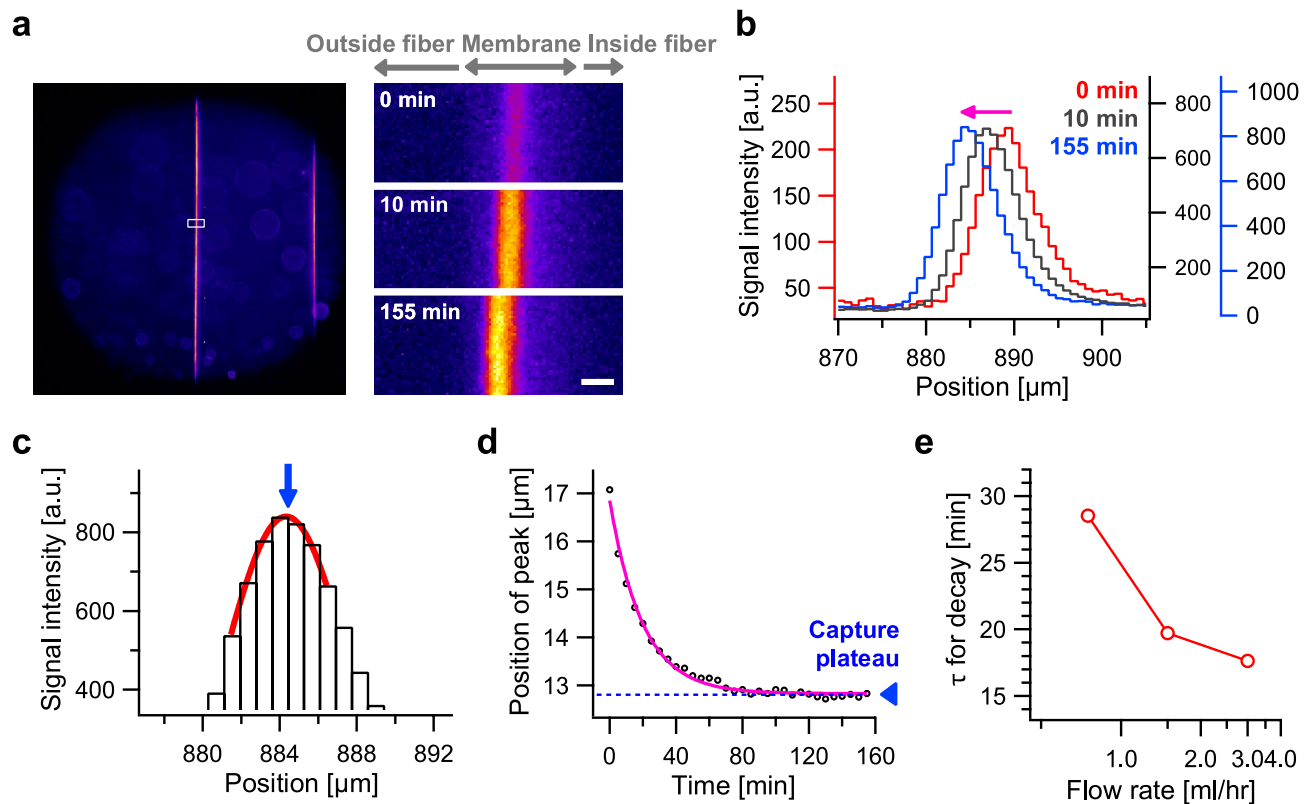 a
Outside fiber Membrane Inside fiber
0 min
10 min
155 min
b
Signal intensity [a.u.]
250
200
150
100
50
0 min
10 min
155 min
800
600
400
200
1000
800
600
400
200
0
870 880 890 900
Position [µm]
c
Signal intensity [a.u.]
800
600
400
880 884 888 892
Position [µm]
d
Position of peak [µm]
17
16
15
14
13
12
Capture
plateau
0 40 80 120 160
Time [min]
e
τ for decay [min]
30
25
20
15
1.0 2.0 3.0 4.0
Flow rate [ml/hr]